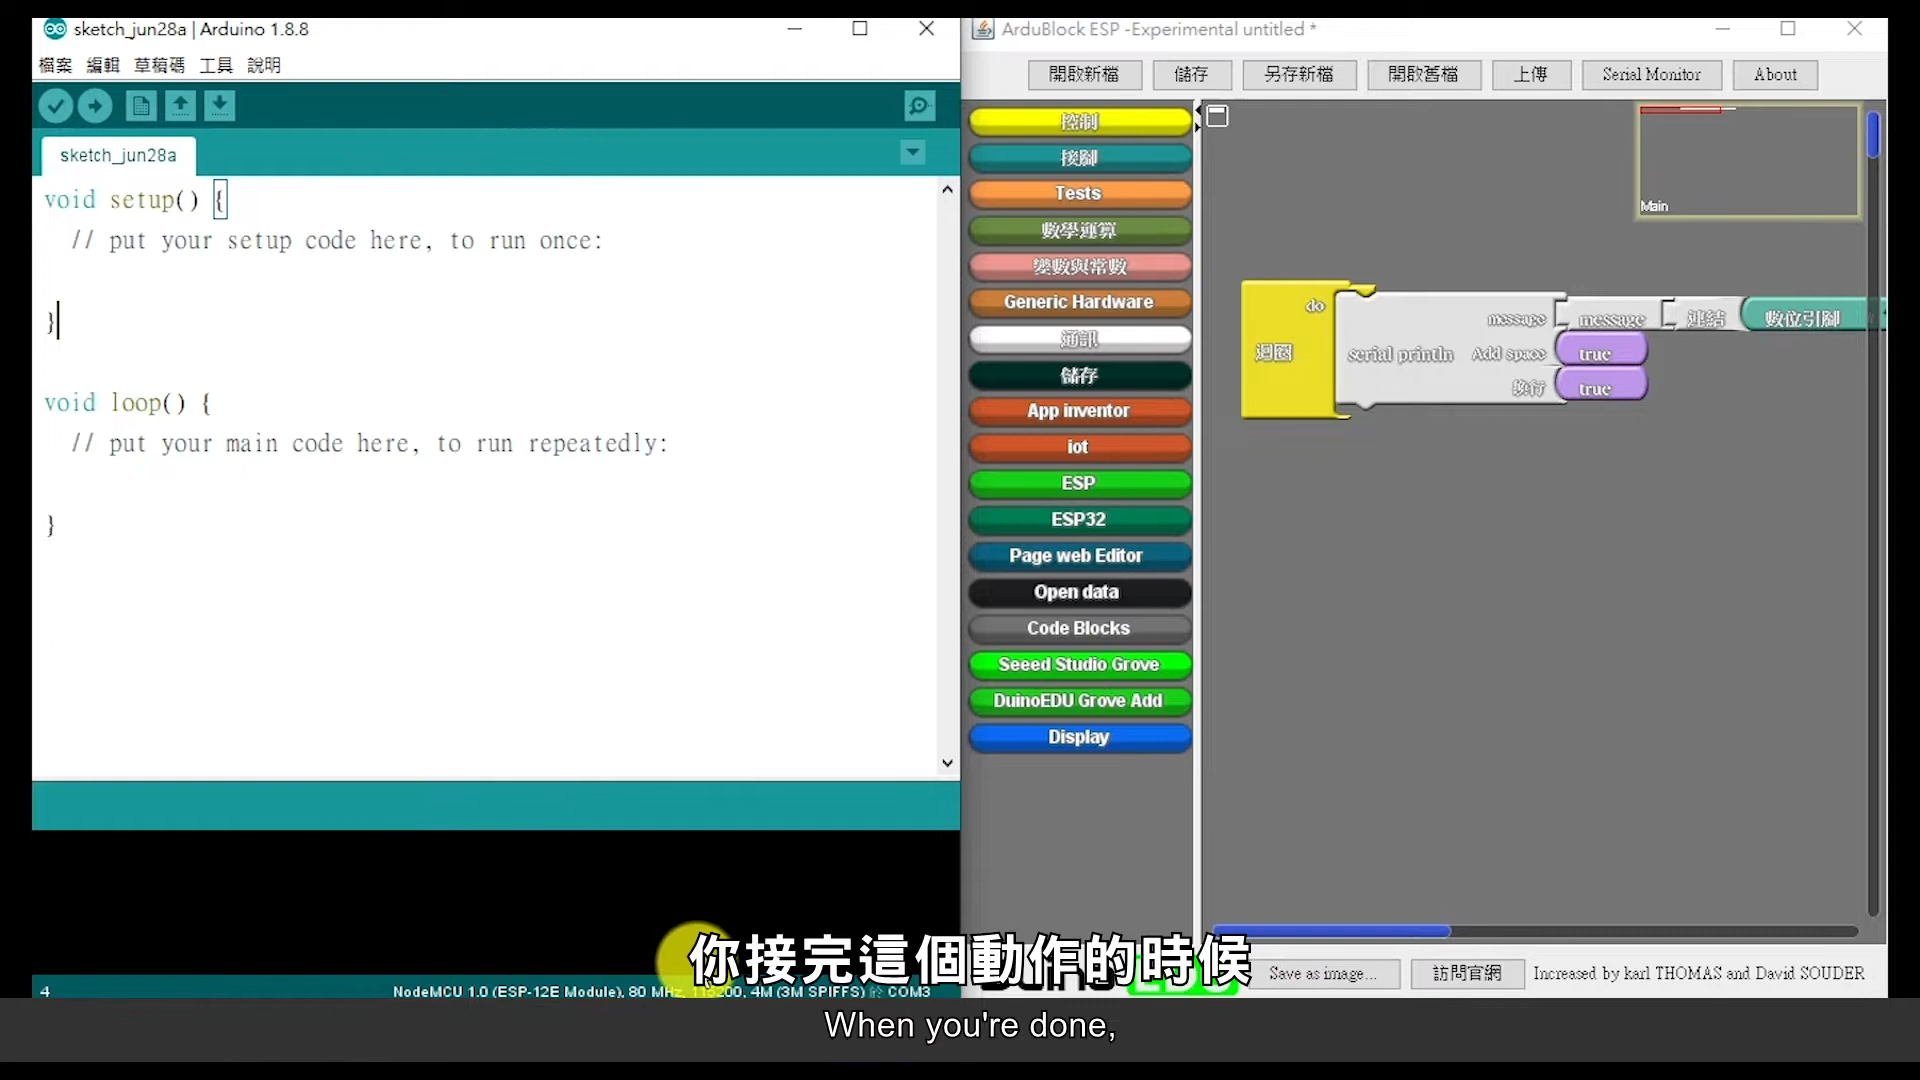 sketch_jun28a | Arduino 1.8.8
檔案 編輯 草稿碼 工具 說明
sketch_jun28a
void setup() {
// put your setup code here, to run once:
}
void loop() {
// put your main code here, to run repeatedly:
}
4
NodeMCU 1.0 (ESP-12E Module), 80 MHz, 115200, 4M (3M SPIFFS) 於 COM3
ArduBlock ESP -Experimental untitled *
開啟新檔 儲存 另存新檔 開啟舊檔 上傳 Serial Monitor About
控制
接腳
Tests
數學運算
變數與常數
Generic Hardware
通訊
儲存
App inventor
iot
ESP
ESP32
Page web Editor
Open data
Code Blocks
Seeed Studio Grove
DuinoEDU Grove Add
Display
Main
do
迴圈
message message 連結 數位引腳
serial println Add space true
換行 true
Save as image... 訪問官網 Increased by karl THOMAS and David SOUDER
你接完這個動作的時候
When you're done,